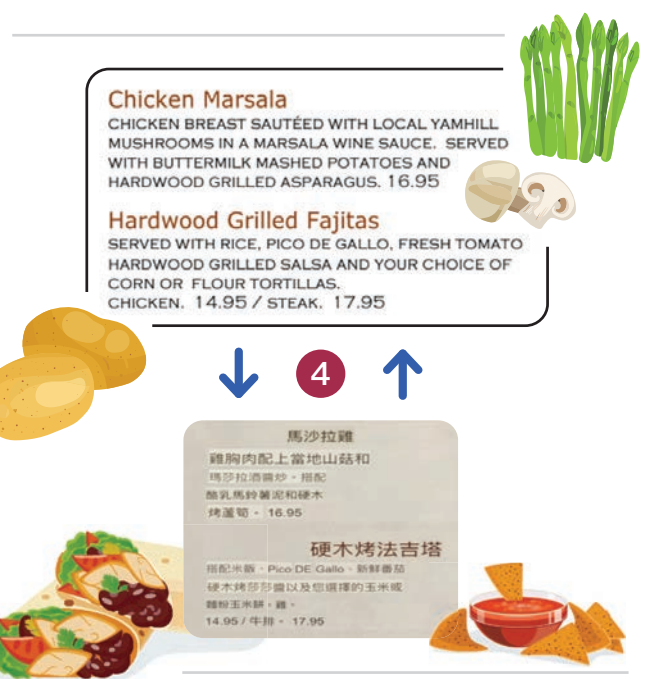 Chicken Marsala
CHICKEN BREAST SAUTÉED WITH LOCAL YAMHILL
MUSHROOMS IN A MARSALA WINE SAUCE. SERVED
WITH BUTTERMILK MASHED POTATOES AND
HARDWOOD GRILLED ASPARAGUS. 16.95
Hardwood Grilled Fajitas
SERVED WITH RICE, PICO DE GALLO, FRESH TOMATO
HARDWOOD GRILLED SALSA AND YOUR CHOICE OF
CORN OR FLOUR TORTILLAS.
CHICKEN. 14.95 / STEAK. 17.95
4
馬沙拉雞
雞胸肉配上當地山菇和
瑪莎拉酒醬炒。搭配
酪乳馬鈴薯泥和硬木
烤蘆筍。16.95
硬木烤法吉塔
搭配米飯、Pico DE Gallo、新鮮番茄
硬木烤莎莎醬以及您選擇的玉米或
麵粉玉米餅。雞。
14.95 / 牛排。17.95